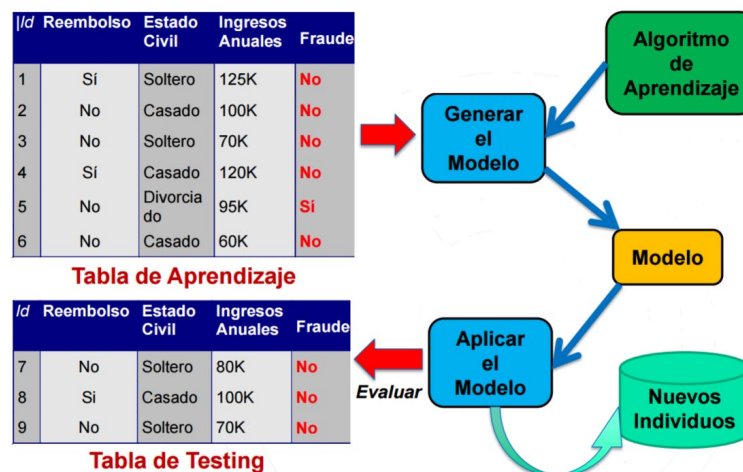 |Id Reembolso Estado Civil Ingresos Anuales Fraude
1 Sí Soltero 125K No
2 No Casado 100K No
3 No Soltero 70K No
4 Sí Casado 120K No
5 No Divorcia do 95K Sí
6 No Casado 60K No
Tabla de Aprendizaje
Id Reembolso Estado Civil Ingresos Anuales Fraude
7 No Soltero 80K No
8 Si Casado 100K No
9 No Soltero 70K No
Tabla de Testing
Algoritmo
de
Aprendizaje
Generar
el
Modelo
Modelo
Aplicar
el
Modelo
Evaluar
Nuevos
Individuos